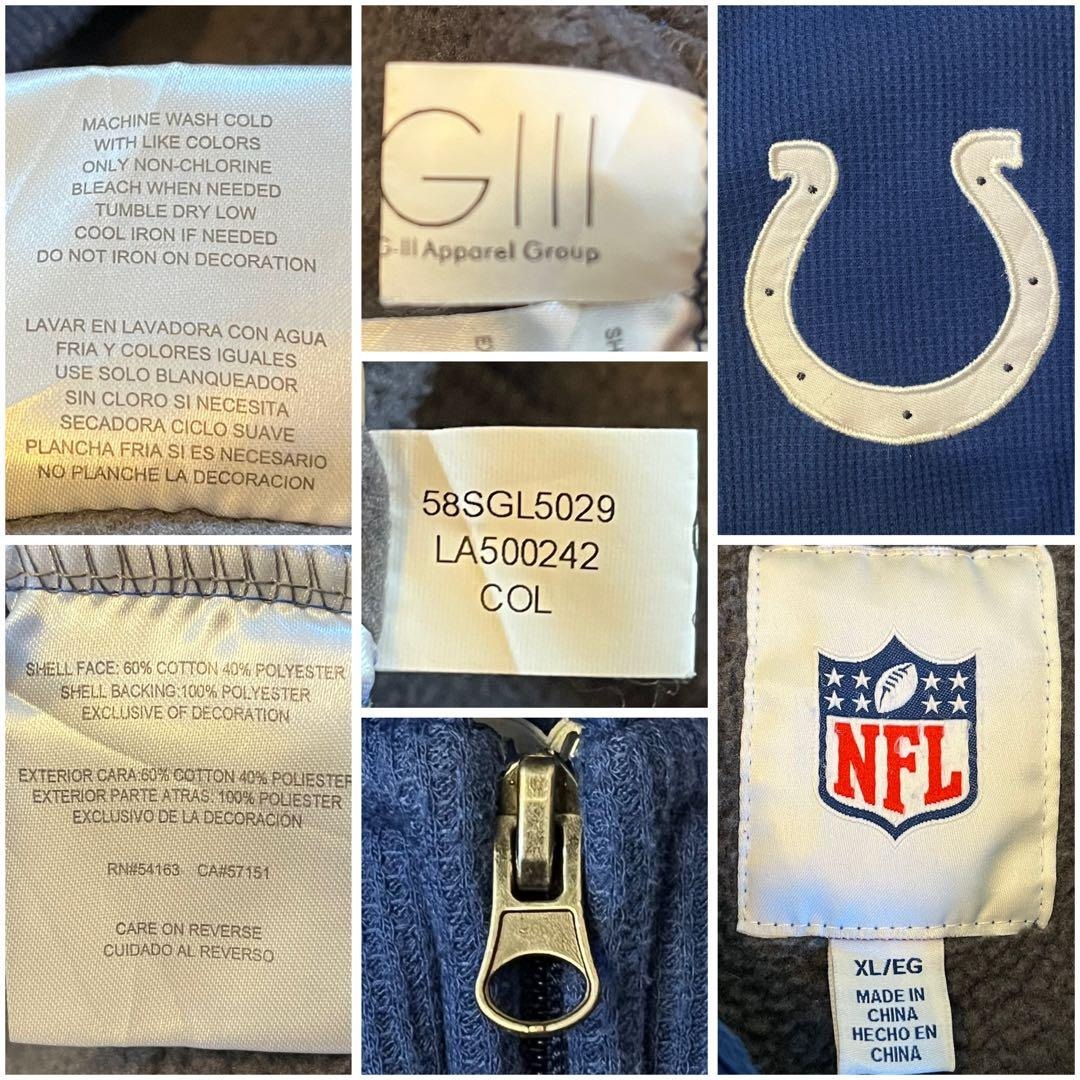 MACHINE WASH COLD
WITH LIKE COLORS
ONLY NON-CHLORINE
BLEACH WHEN NEEDED
TUMBLE DRY LOW
COOL IRON IF NEEDED
DO NOT IRON ON DECORATION
LAVAR EN LAVADORA CON AGUA
FRIA Y COLORES IGUALES
USE SOLO BLANQUEADOR
SIN CLORO SI NECESITA
SECADORA CICLO SUAVE
PLANCHA FRIA SI ES NECESARIO
NO PLANCHE LA DECORACION
GIII
G-III Apparel Group
58SGL5029
LA500242
COL
SHELL FACE: 60% COTTON 40% POLYESTER
SHELL BACKING:100% POLYESTER
EXCLUSIVE OF DECORATION
EXTERIOR CARA:60% COTTON 40% POLIESTER
EXTERIOR PARTE ATRAS: 100% POLIESTER
EXCLUSIVO DE LA DECORACIÓN
RN#54163 CA#57151
CARE ON REVERSE
CUIDADO AL REVERSO
NFL
XL/EG
MADE IN
CHINA
HECHO EN
CHINA